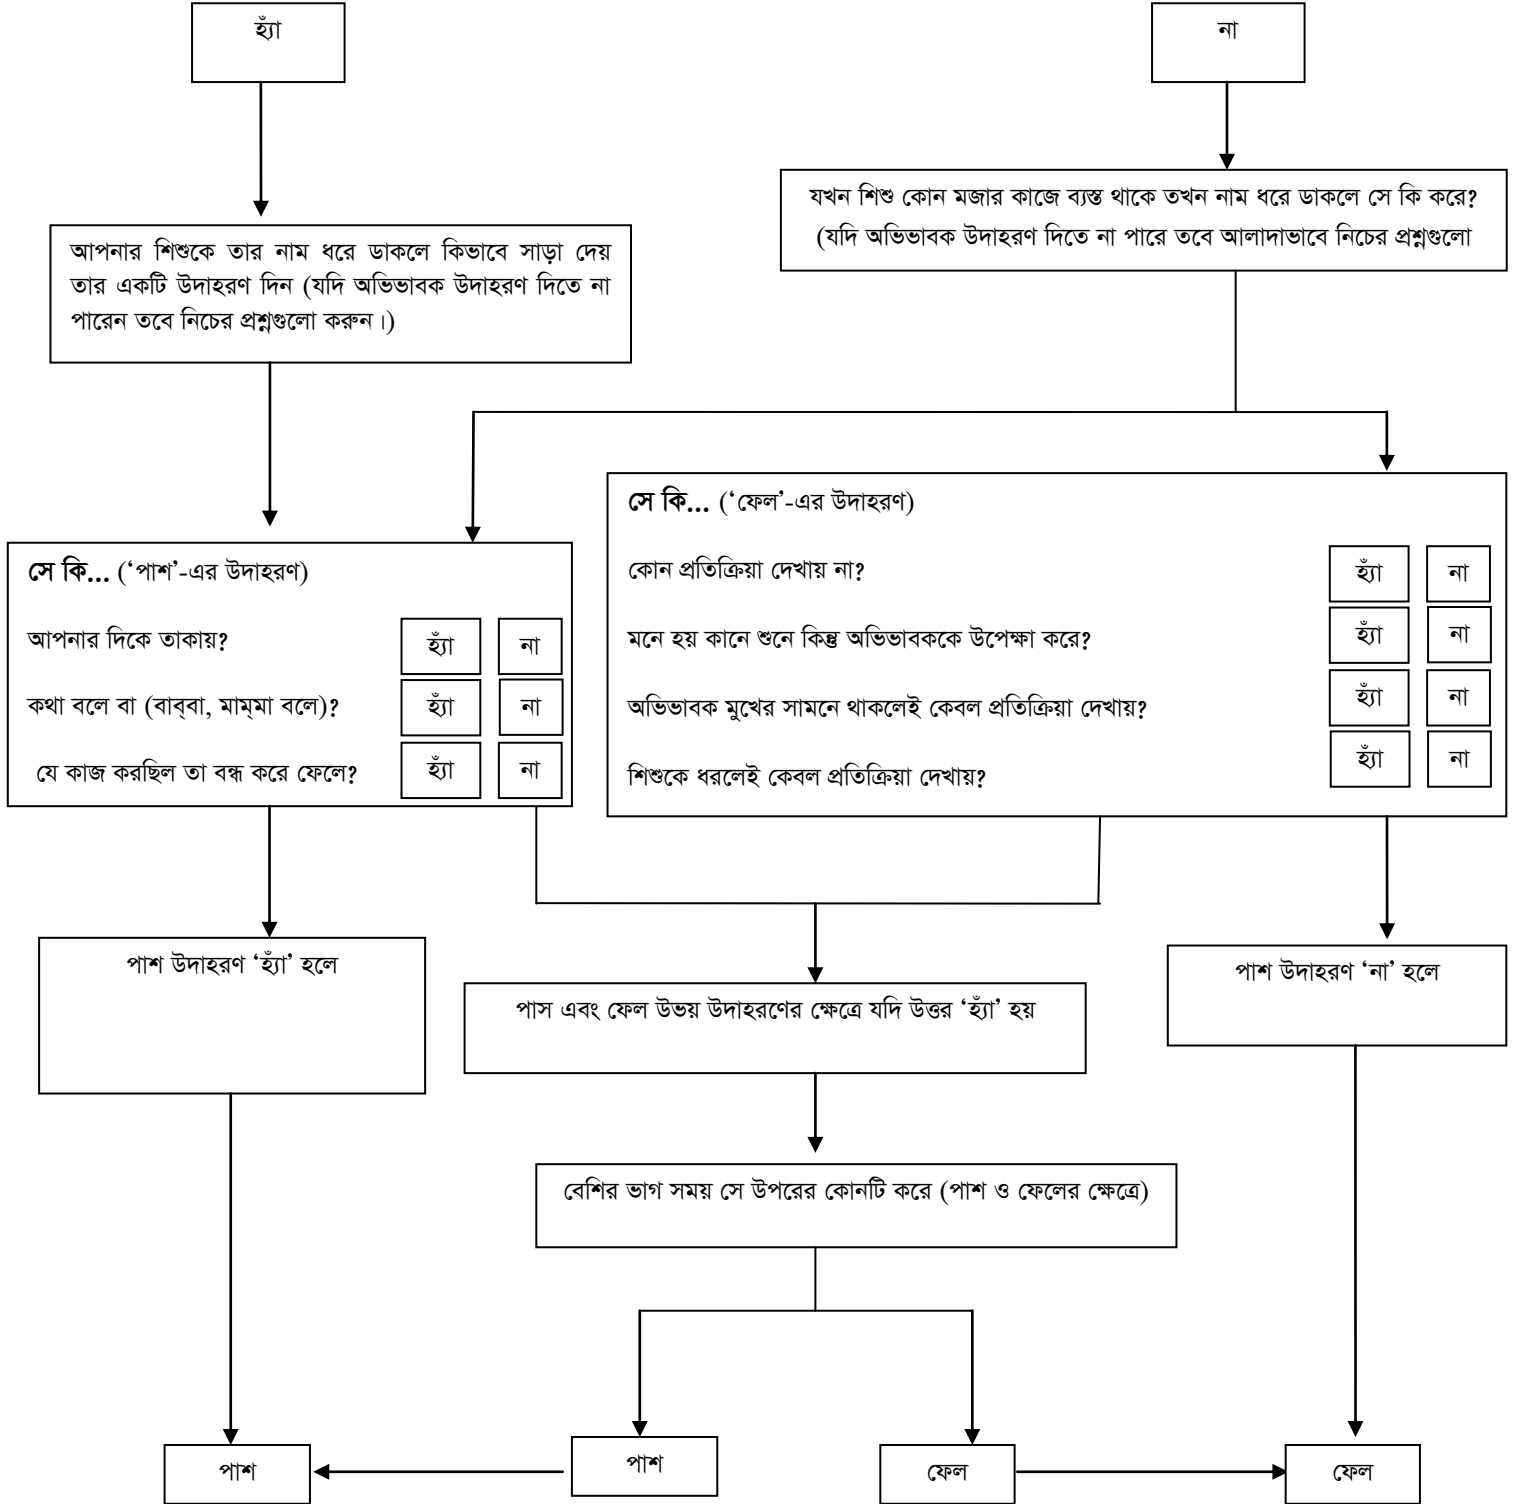 হ্যাঁ
না
যখন শিশু কোন মজার কাজে ব্যস্ত থাকে তখন নাম ধরে ডাকলে সে কি করে?
(যদি অভিভাবক উদাহরণ দিতে না পারে তবে আলাদাভাবে নিচের প্রশ্নগুলো
আপনার শিশুকে তার নাম ধরে ডাকলে কিভাবে সাড়া দেয়
তার একটি উদাহরণ দিন (যদি অভিভাবক উদাহরণ দিতে না
পারেন তবে নিচের প্রশ্নগুলো করুন।)
সে কি... (‘পাশ’-এর উদাহরণ)
আপনার দিকে তাকায়? হ্যাঁ না
কথা বলে বা (বাব্বা, মাম্মা বলে)? হ্যাঁ না
যে কাজ করছিল তা বন্ধ করে ফেলে? হ্যাঁ না
সে কি... (‘ফেল’-এর উদাহরণ)
কোন প্রতিক্রিয়া দেখায় না? হ্যাঁ না
মনে হয় কানে শুনে কিন্তু অভিভাবককে উপেক্ষা করে? হ্যাঁ না
অভিভাবক মুখের সামনে থাকলেই কেবল প্রতিক্রিয়া দেখায়? হ্যাঁ না
শিশুকে ধরলেই কেবল প্রতিক্রিয়া দেখায়? হ্যাঁ না
পাশ উদাহরণ ‘হ্যাঁ’ হলে
পাস এবং ফেল উভয় উদাহরণের ক্ষেত্রে যদি উত্তর ‘হ্যাঁ’ হয়
পাশ উদাহরণ ‘না’ হলে
বেশির ভাগ সময় সে উপরের কোনটি করে (পাশ ও ফেলের ক্ষেত্রে)
পাশ
পাশ
ফেল
ফেল